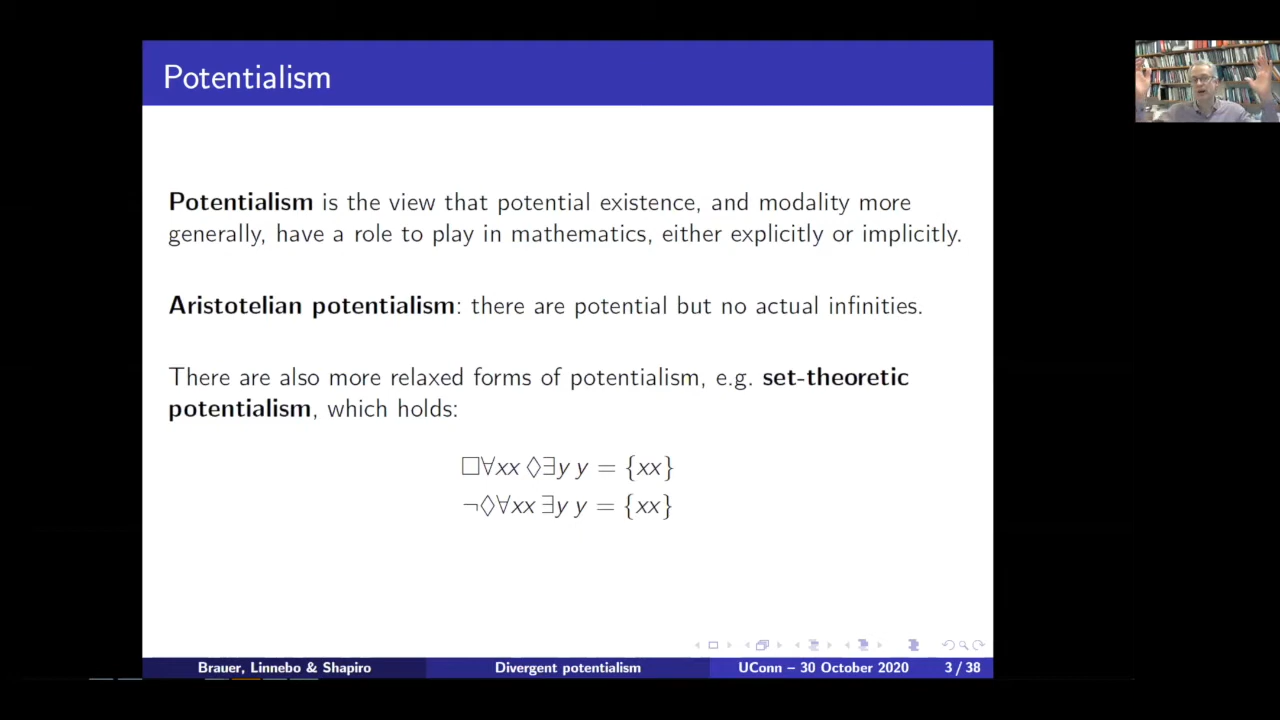 Potentialism
Potentialism is the view that potential existence, and modality more
generally, have a role to play in mathematics, either explicitly or implicitly.
Aristotelian potentialism: there are potential but no actual infinities.
There are also more relaxed forms of potentialism, e.g. set-theoretic
potentialism, which holds:
□∀xx ◊∃y y = {xx}
¬◊∀xx ∃y y = {xx}
Brauer, Linnebo & Shapiro Divergent potentialism UConn – 30 October 2020 3 / 38